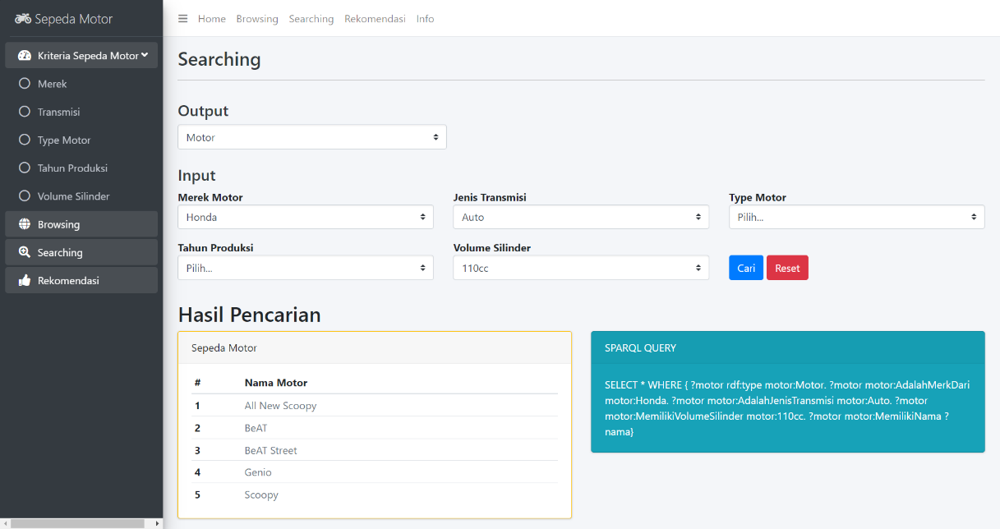 Sepeda Motor
Home Browsing Searching Rekomendasi Info
Kriteria Sepeda Motor
Merek
Transmisi
Type Motor
Tahun Produksi
Volume Silinder
Browsing
Searching
Rekomendasi
Searching
Output
Motor
Input
Merek Motor Jenis Transmisi Type Motor
Honda Auto Pilih...
Tahun Produksi Volume Silinder
Pilih... 110cc Cari Reset
Hasil Pencarian
Sepeda Motor
# Nama Motor
1 All New Scoopy
2 BeAT
3 BeAT Street
4 Genio
5 Scoopy
SPARQL QUERY
SELECT * WHERE { ?motor rdf:type motor:Motor. ?motor motor:AdalahMerkDari
motor:Honda. ?motor motor:AdalahJenisTransmisi motor:Auto. ?motor
motor:MemilikiVolumeSilinder motor:110cc. ?motor motor:MemilikiNama ?
nama}